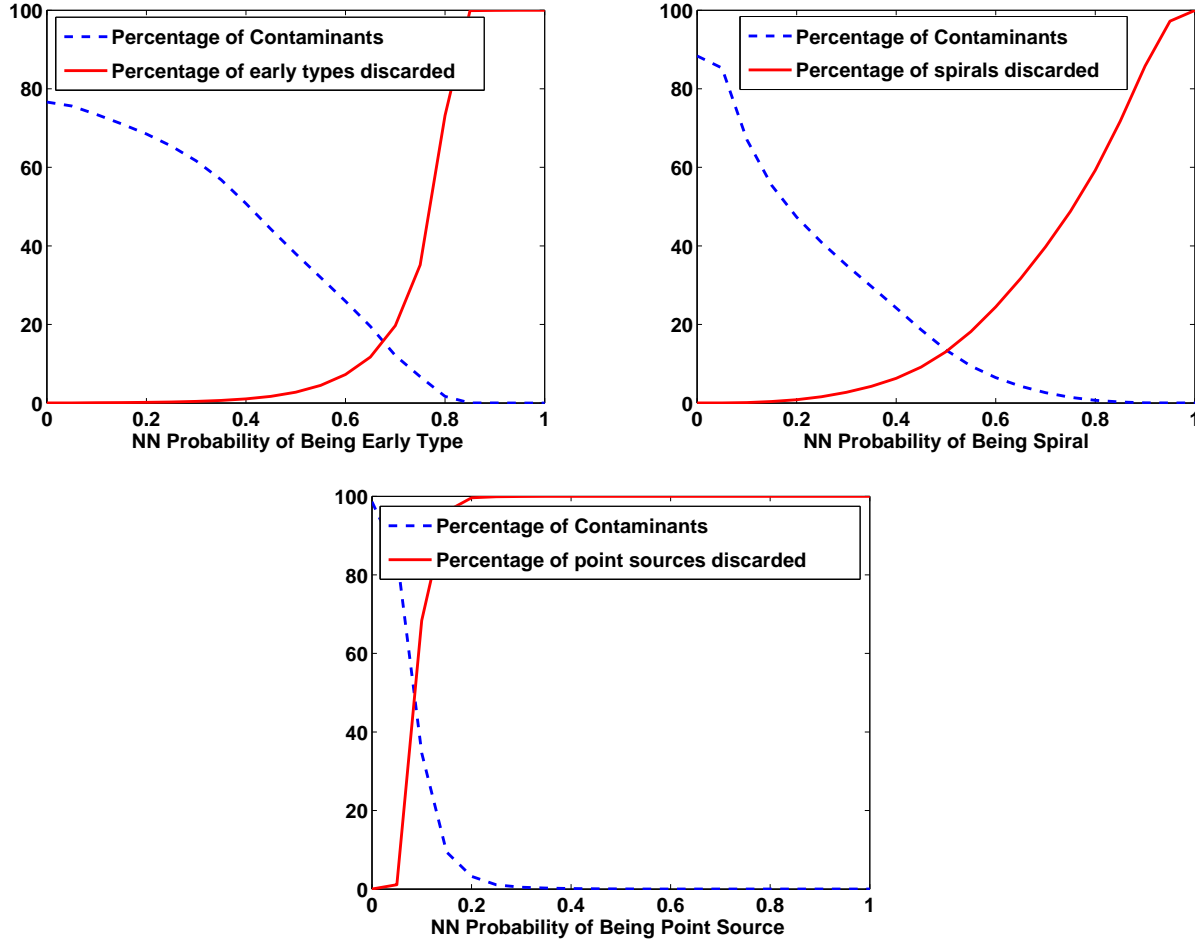 100
80
60
40
20
0
Percentage of Contaminants
Percentage of early types discarded
0 0.2 0.4 0.6 0.8 1
NN Probability of Being Early Type
100
80
60
40
20
0
Percentage of Contaminants
Percentage of spirals discarded
0 0.2 0.4 0.6 0.8 1
NN Probability of Being Spiral
100
80
60
40
20
0
Percentage of Contaminants
Percentage of point sources discarded
0 0.2 0.4 0.6 0.8 1
NN Probability of Being Point Source